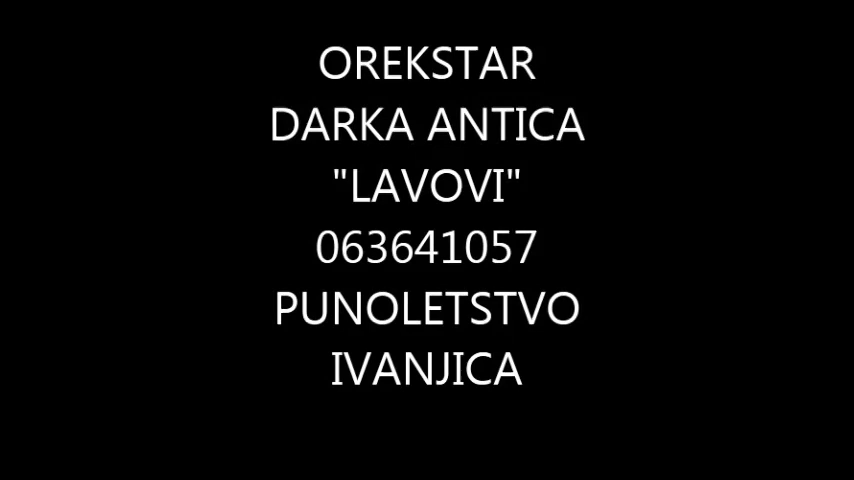 OREKSTAR
DARKA ANTICA
"LAVOVI"
063641057
PUNOLETSTVO
IVANJICA